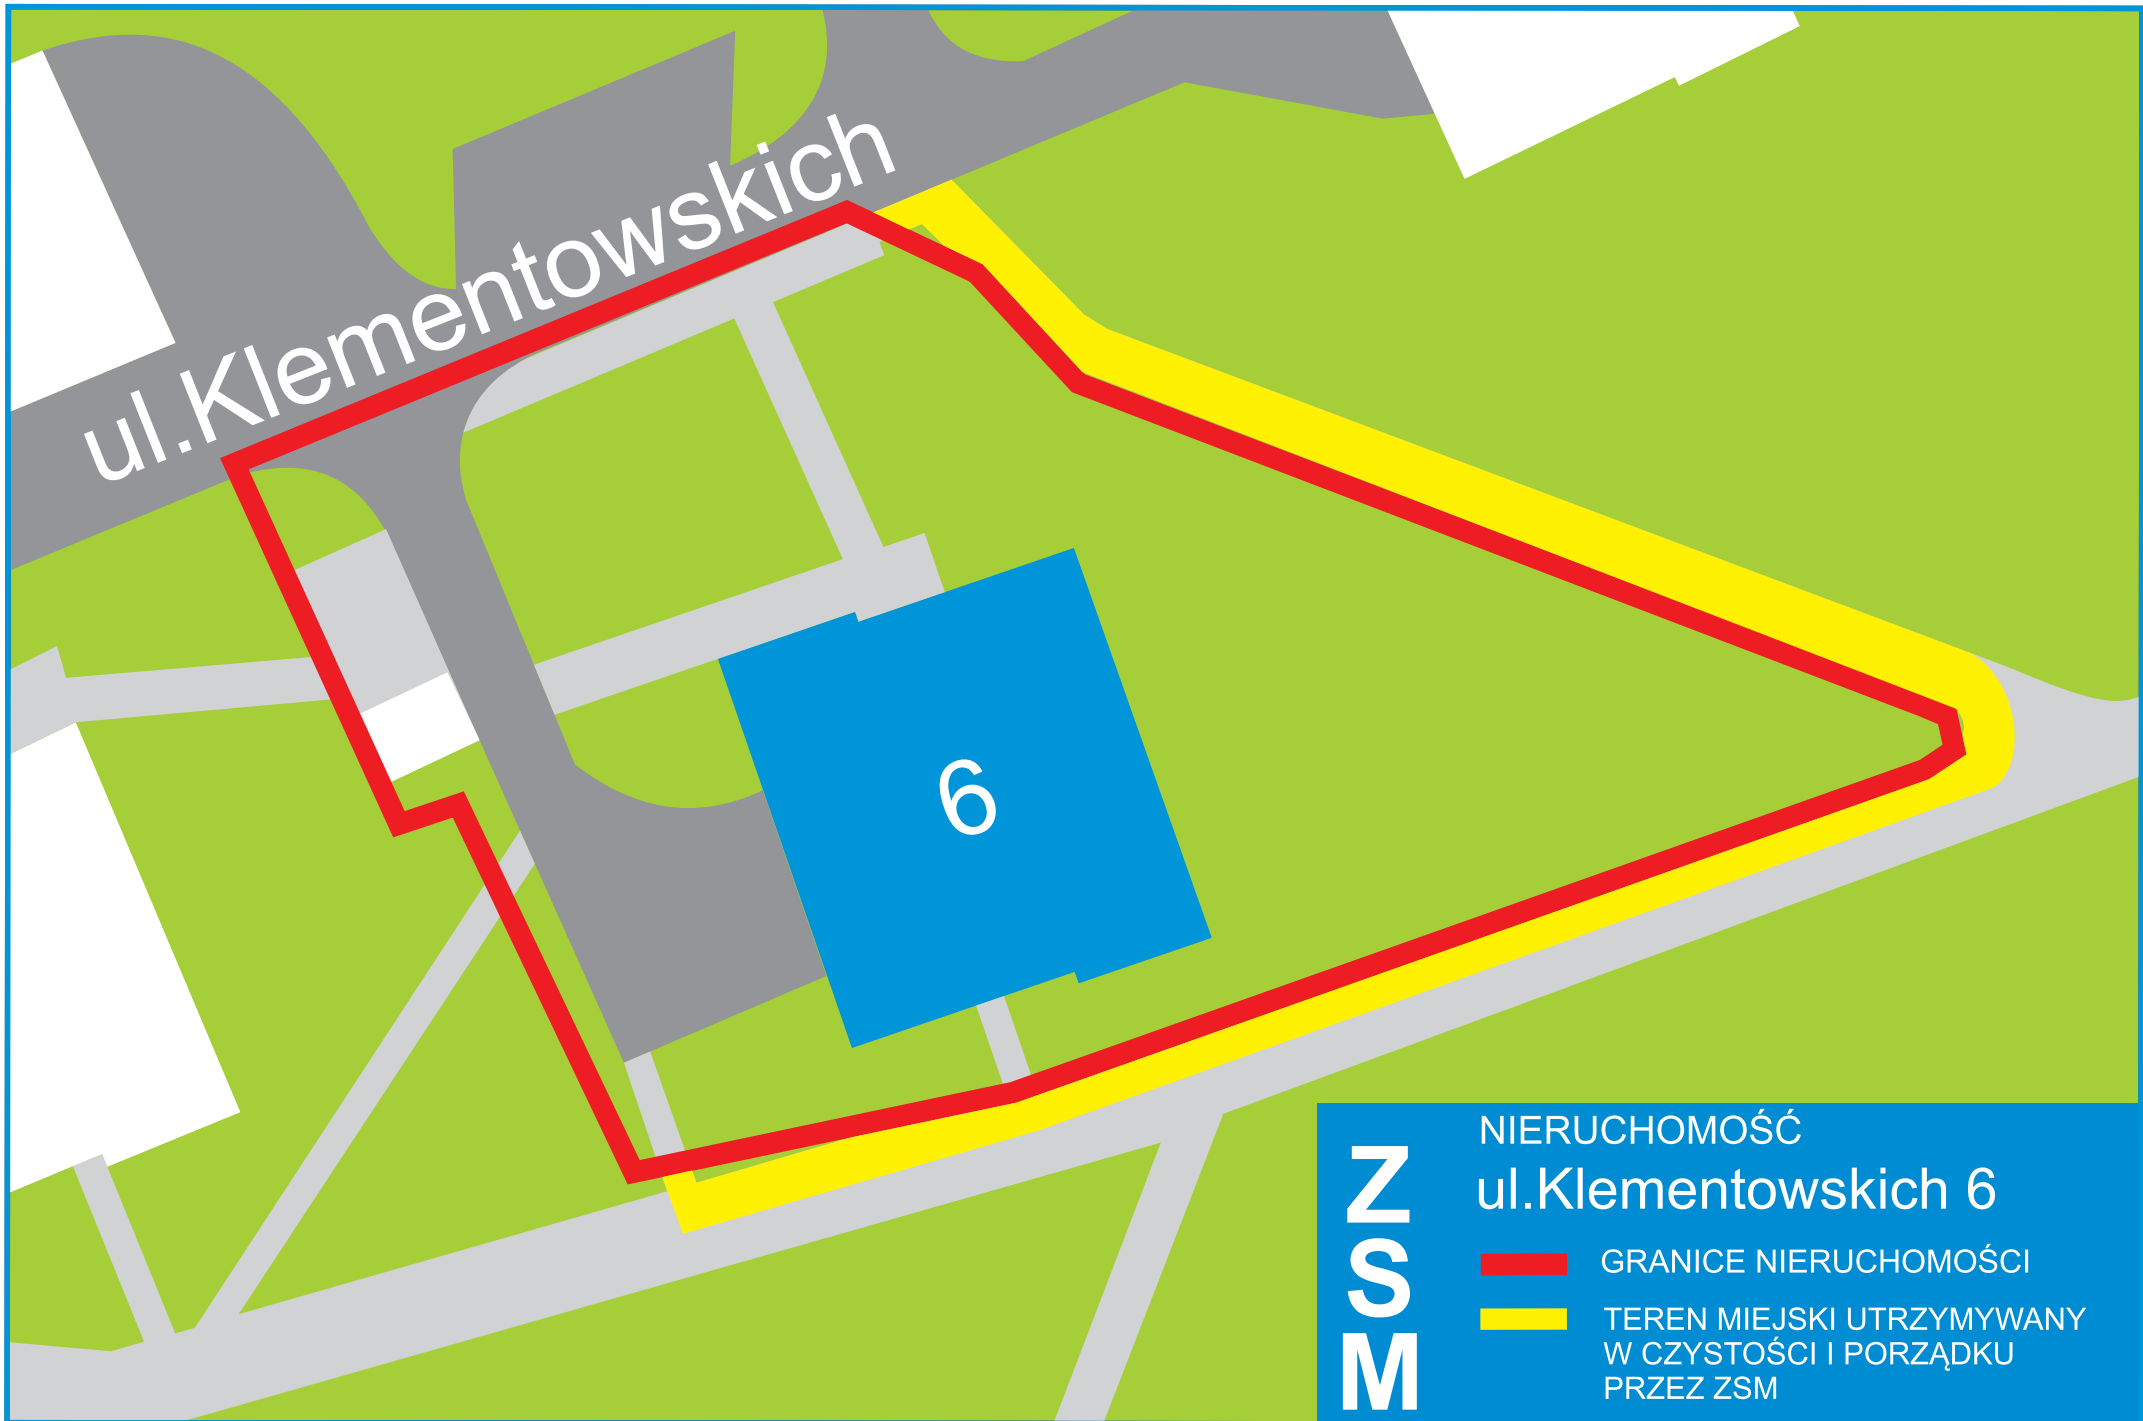 ul.Klementowskich
6
Z
S
M
NIERUCHOMOŚĆ
ul.Klementowskich 6
GRANICE NIERUCHOMOŚCI
TEREN MIEJSKI UTRZYMYWANY
W CZYSTOŚCI I PORZĄDKU
PRZEZ ZSM